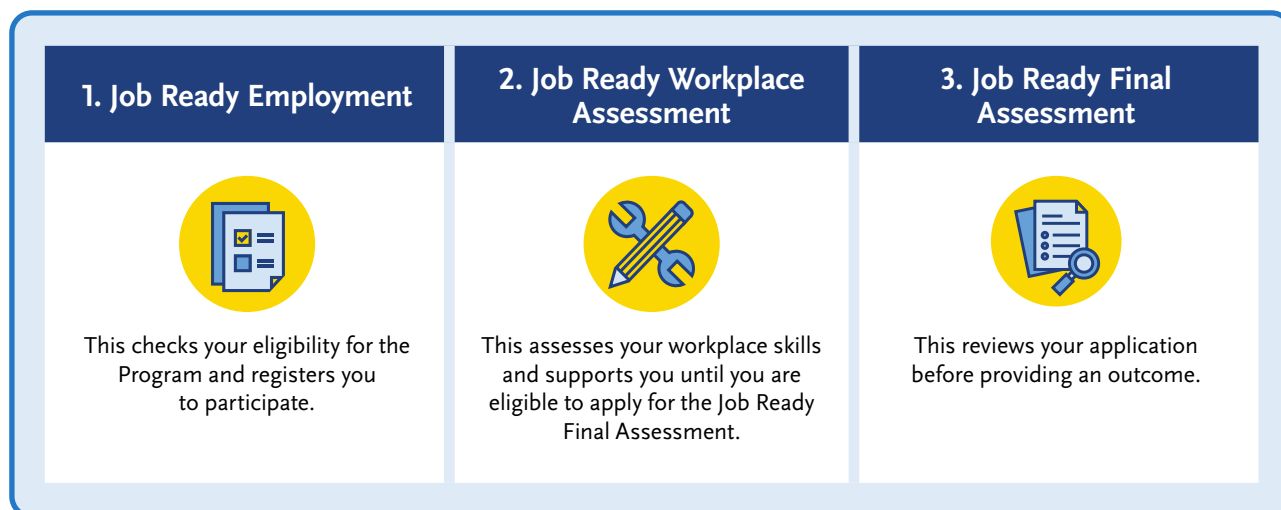 1. Job Ready Employment
This checks your eligibility for the
Program and registers you
to participate.
2. Job Ready Workplace
Assessment
This assesses your workplace skills
and supports you until you are
eligible to apply for the Job Ready
Final Assessment.
3. Job Ready Final
Assessment
This reviews your application
before providing an outcome.